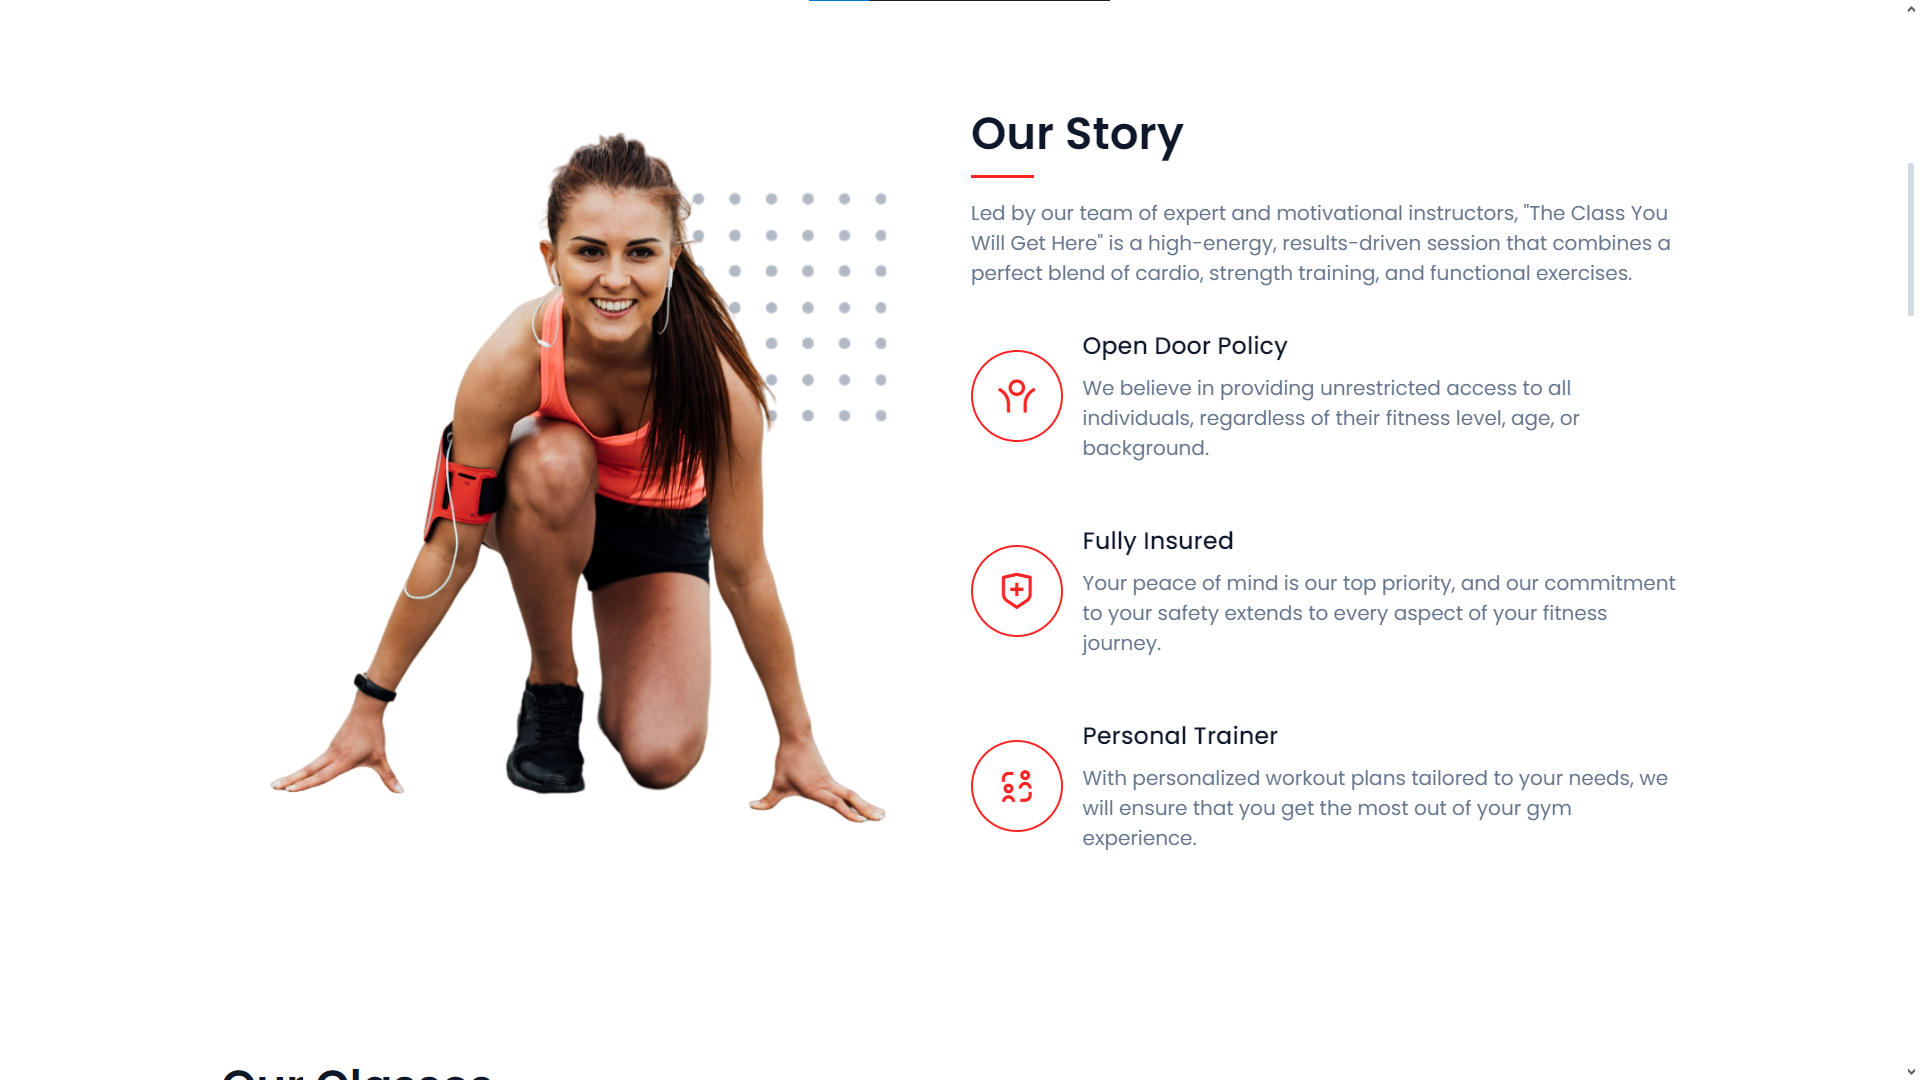 Our Story
Led by our team of expert and motivational instructors, "The Class You
Will Get Here" is a high-energy, results-driven session that combines a
perfect blend of cardio, strength training, and functional exercises.
Open Door Policy
We believe in providing unrestricted access to all
individuals, regardless of their fitness level, age, or
background.
Fully Insured
Your peace of mind is our top priority, and our commitment
to your safety extends to every aspect of your fitness
journey.
Personal Trainer
With personalized workout plans tailored to your needs, we
will ensure that you get the most out of your gym
experience.
Our Classes